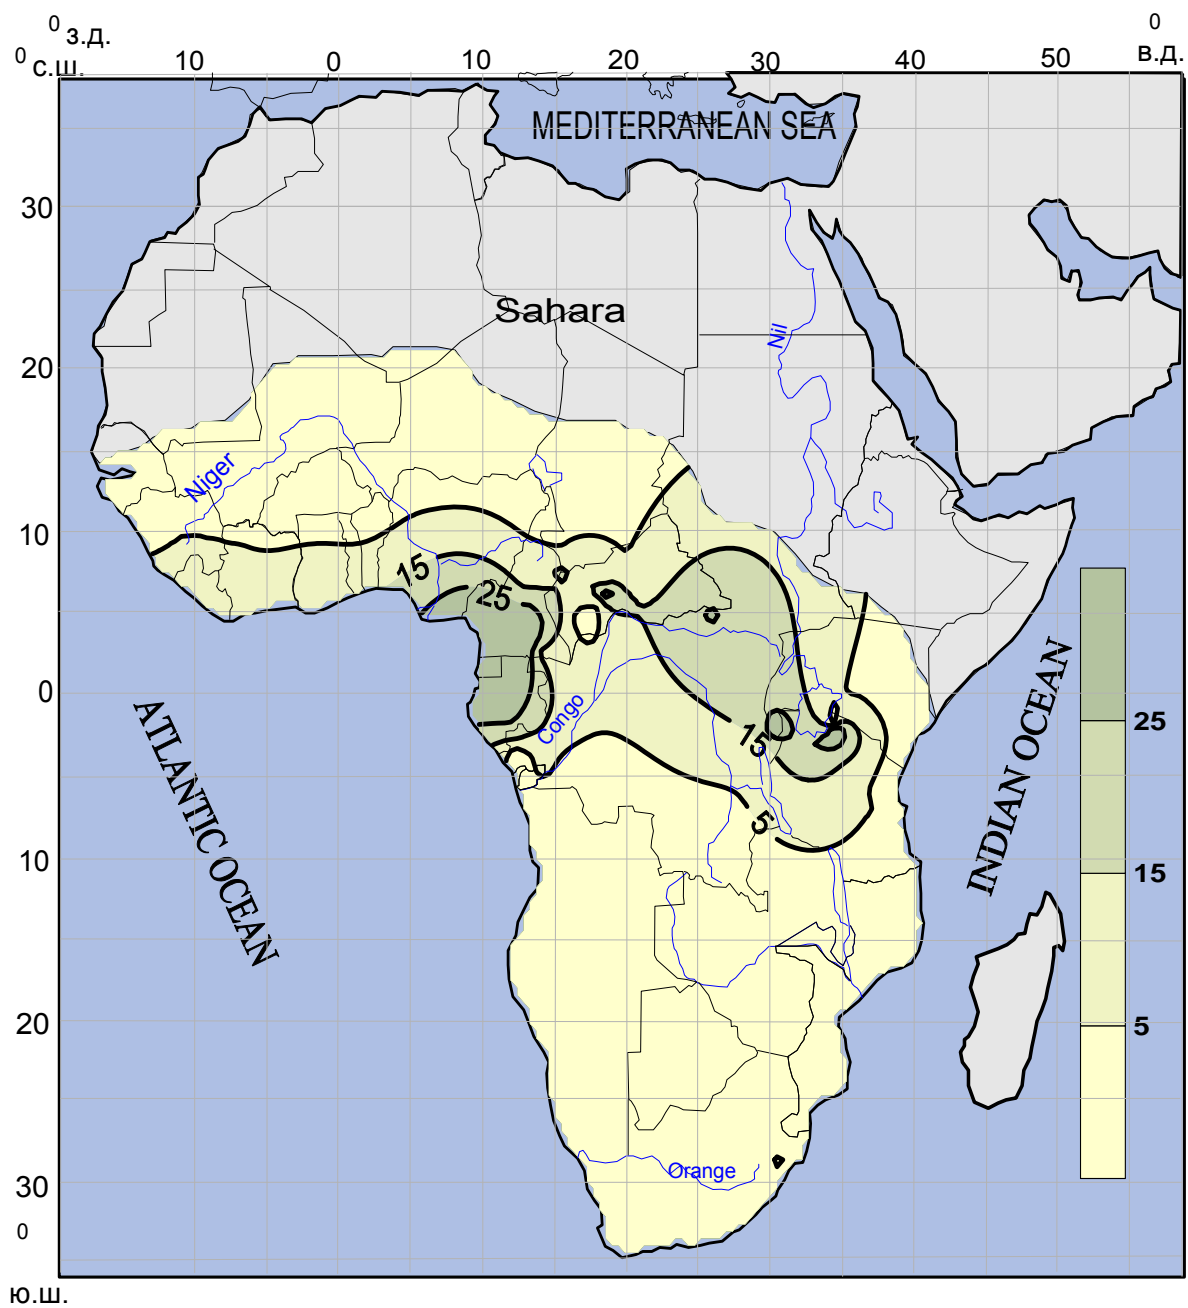 0 з.д.
0
0 с.ш.
10
0
10
20
30
40
50
в.д.
MEDITERRANEAN SEA
30
Sahara
Nil
20
Niger
10
15
25
0
Congo
15
25
ATLANTIC OCEAN
INDIAN OCEAN
5
10
15
20
5
Orange
30
0
ю.ш.